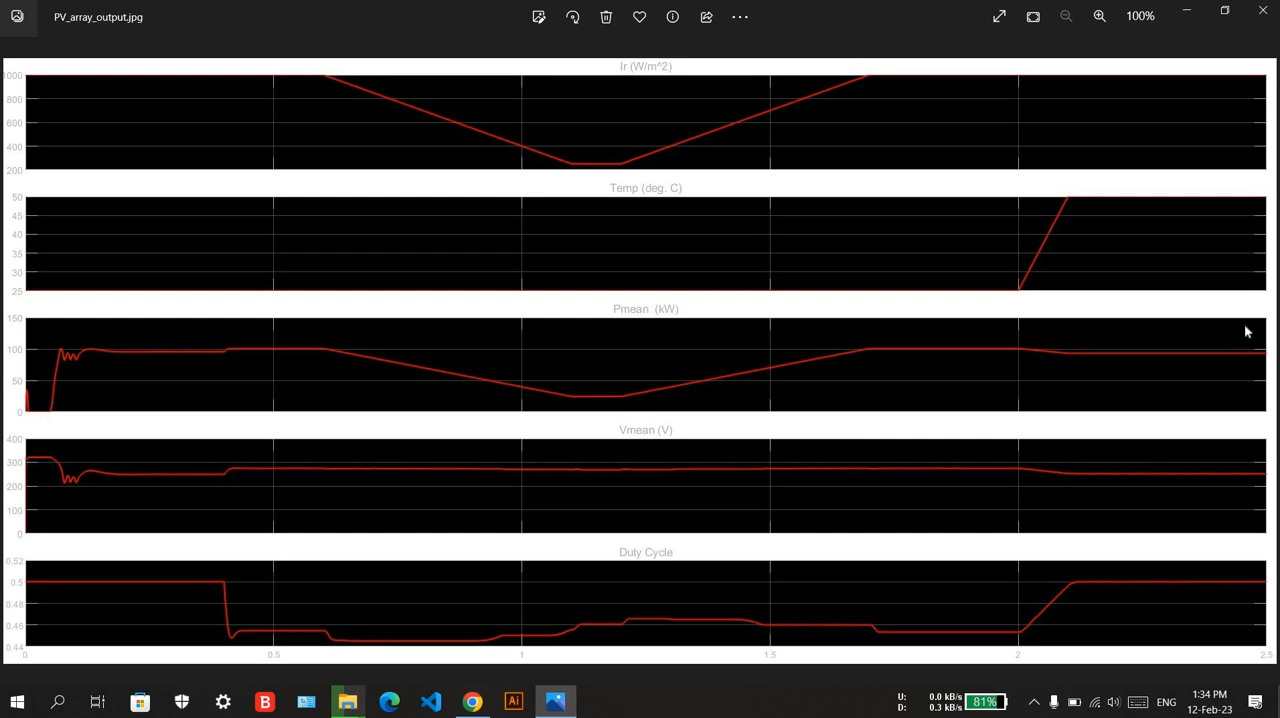 PV_array_output.jpg
100%
Ir (W/m^2)
1000
800
600
400
200
Temp (deg. C)
50
45
40
35
30
25
Pmean (kW)
150
100
50
0
Vmean (V)
400
300
200
100
0
Duty Cycle
0.52
0.5
0.48
0.46
0.44
0 0.5 1 1.5 2 2.5
B
Ai
U: 0.0 kB/s
D: 0.3 kB/s
81%
ENG
1:34 PM
12-Feb-23